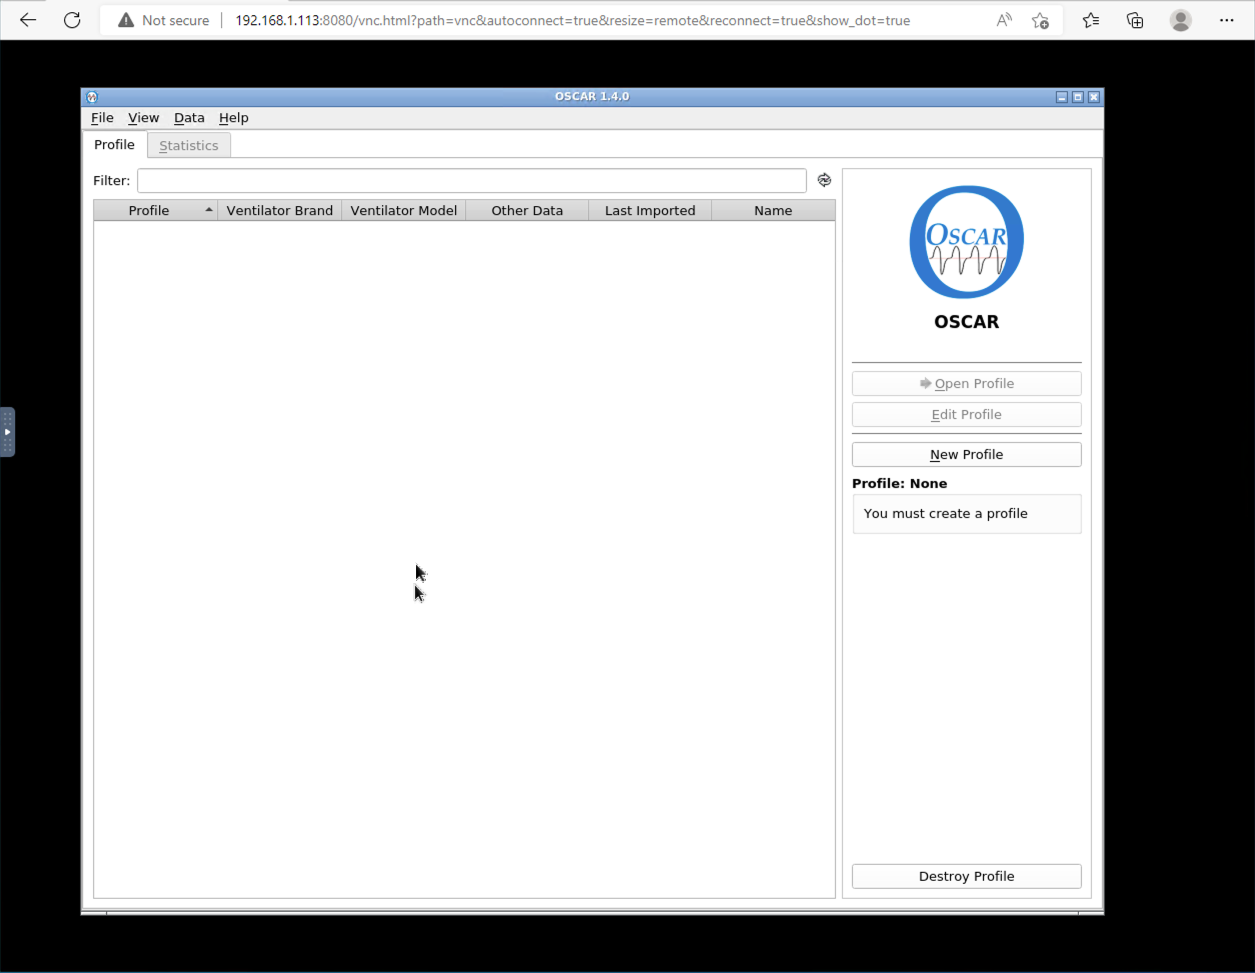 Not secure
192.168.1.113:8080/vnc.html?path=vnc&autoconnect=true&resize=remote&reconnect=true&show_dot=true
OSCAR 1.4.0
File View Data Help
Profile Statistics
Filter:
Profile Ventilator Brand Ventilator Model Other Data Last Imported Name
OSCAR
OSCAR
Open Profile
Edit Profile
New Profile
Profile: None
You must create a profile
Destroy Profile